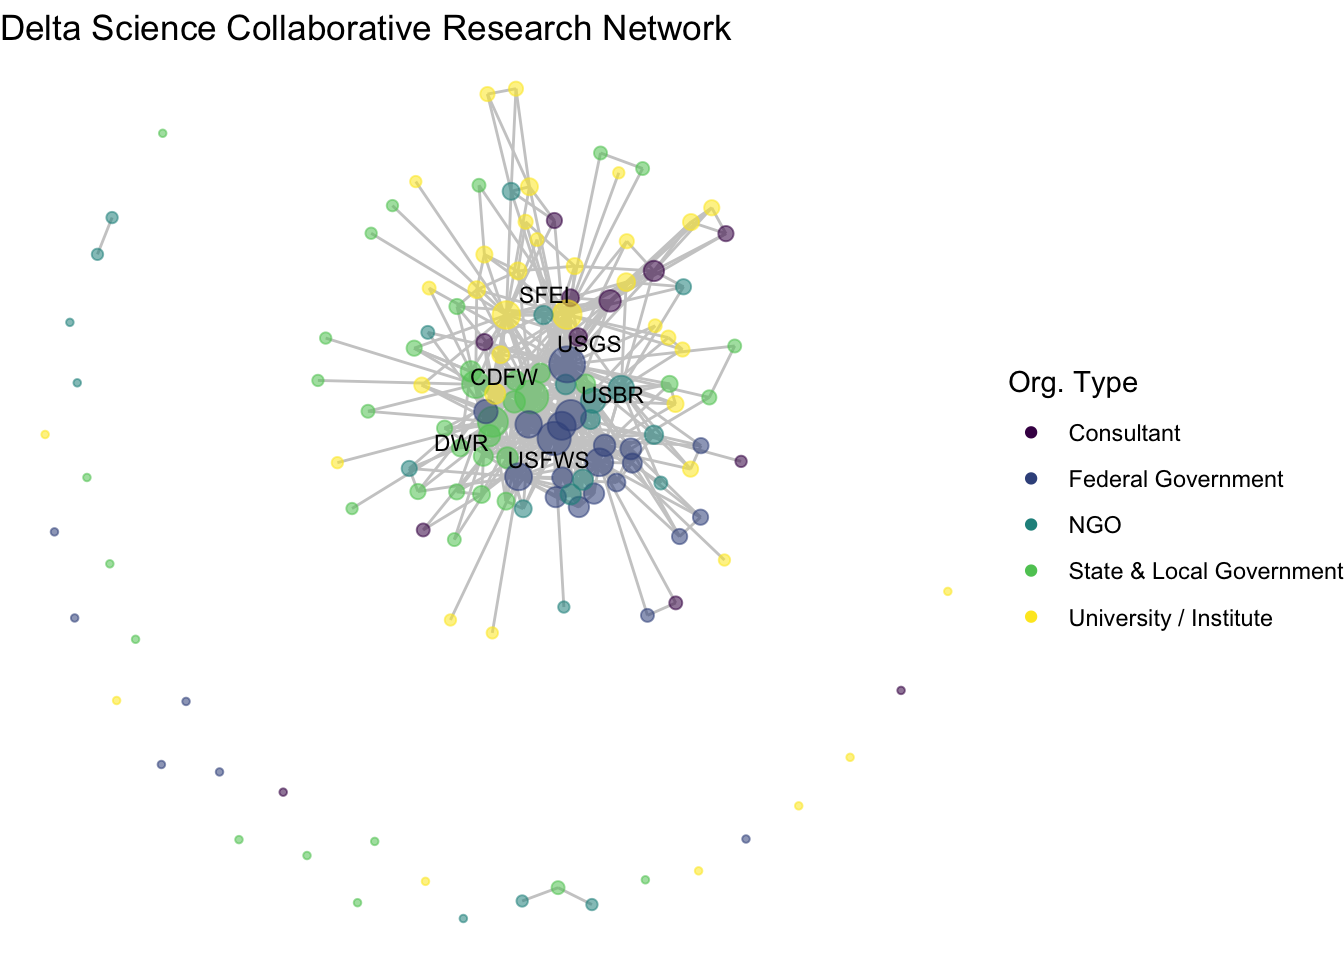 Delta Science Collaborative Research Network
SFEI
USGS
CDFW
USBR
DWR
USFWS
Org. Type
Consultant
Federal Government
NGO
State & Local Government
University / Institute